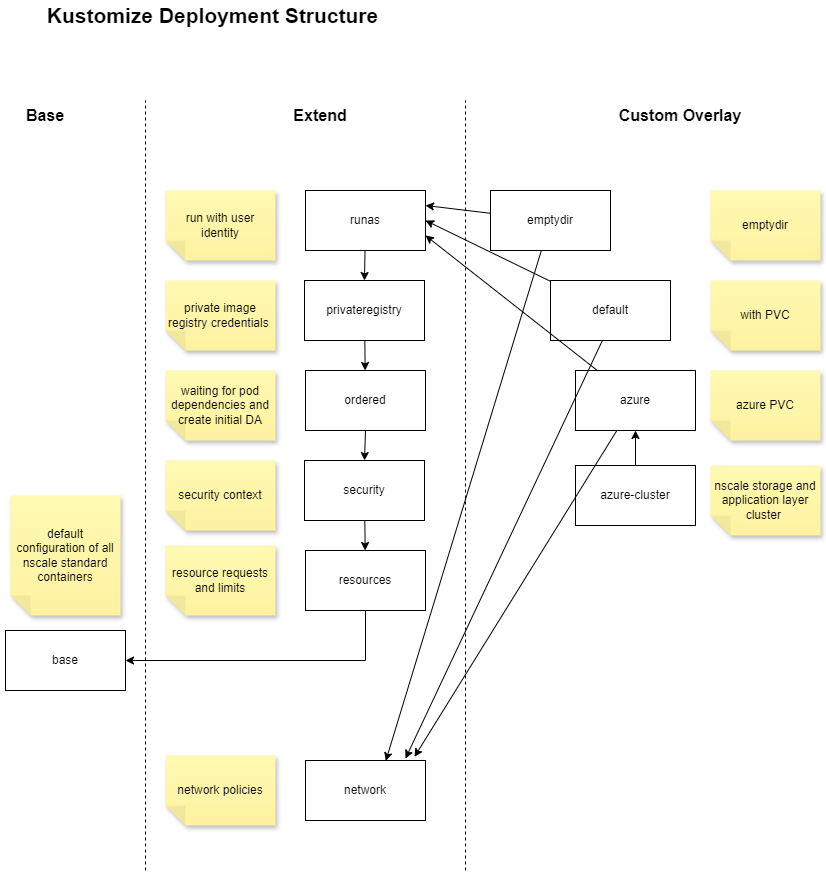 Kustomize Deployment Structure
Base
Extend
Custom Overlay
run with user
identity
runas
emptydir
emptydir
private image
registry credentials
privateregistry
default
with PVC
waiting for pod
dependencies and
create initial DA
ordered
azure
azure PVC
security context
security
azure-cluster
nscale storage and
application layer
cluster
default
configuration of all
nscale standard
containers
resource requests
and limits
resources
base
network policies
network